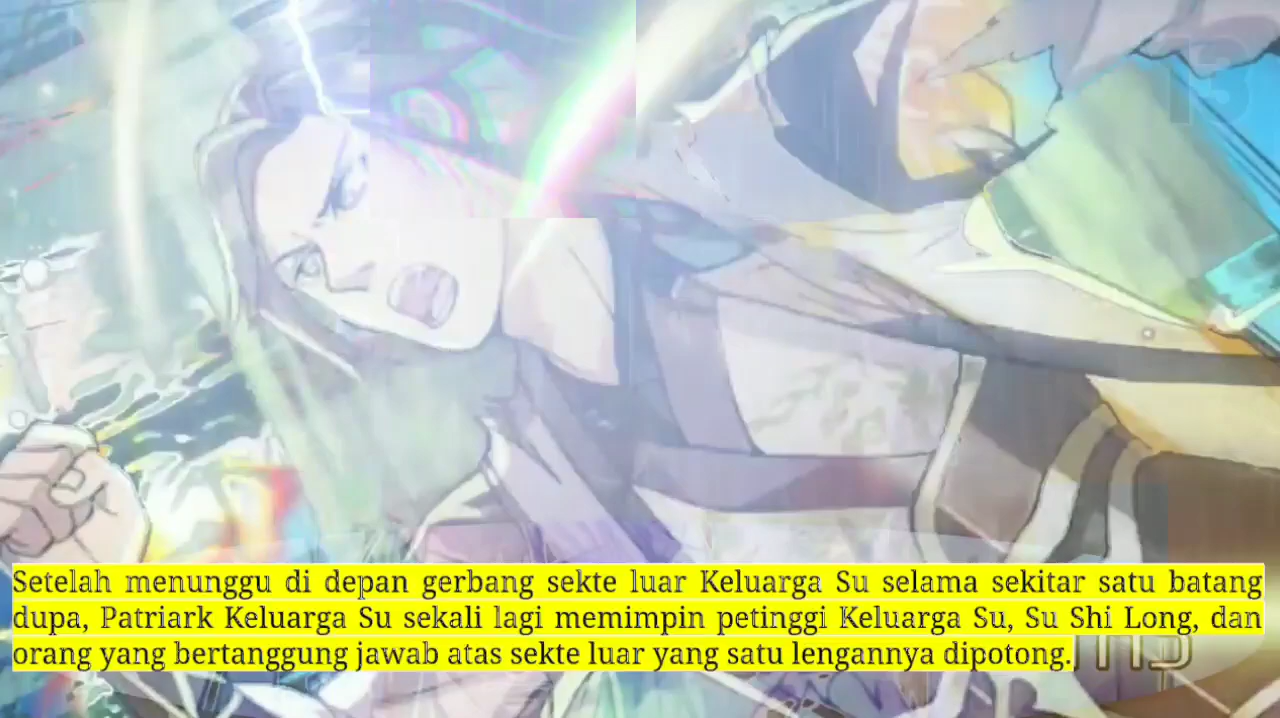 Setelah menunggu di depan gerbang sekte luar Keluarga Su selama sekitar satu batang
dupa, Patriark Keluarga Su sekali lagi memimpin petinggi Keluarga Su, Su Shi Long, dan
orang yang bertanggung jawab atas sekte luar yang satu lengannya dipotong.